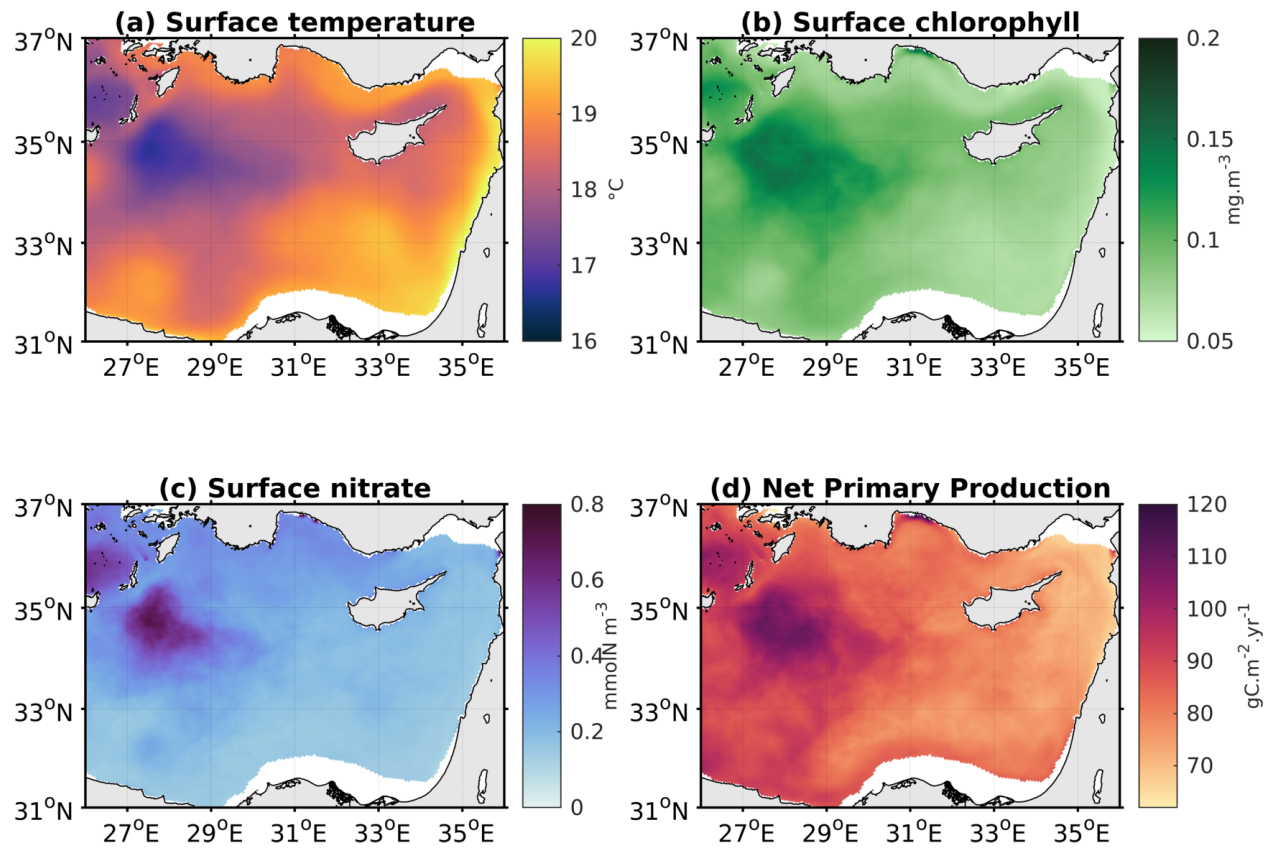 (a) Surface temperature
37°N
35°N
33°N
31°N
27°E 29°E 31°E 33°E 35°E
20
19
18
17
16
°C
(b) Surface chlorophyll
37°N
35°N
33°N
31°N
27°E 29°E 31°E 33°E 35°E
0.2
0.15
0.1
0.05
mg.m⁻³
(c) Surface nitrate
37°N
35°N
33°N
31°N
27°E 29°E 31°E 33°E 35°E
0.8
0.6
0.4
0.2
0
mmolN m⁻³
(d) Net Primary Production
37°N
35°N
33°N
31°N
27°E 29°E 31°E 33°E 35°E
120
110
100
90
80
70
gC.m⁻².yr⁻¹